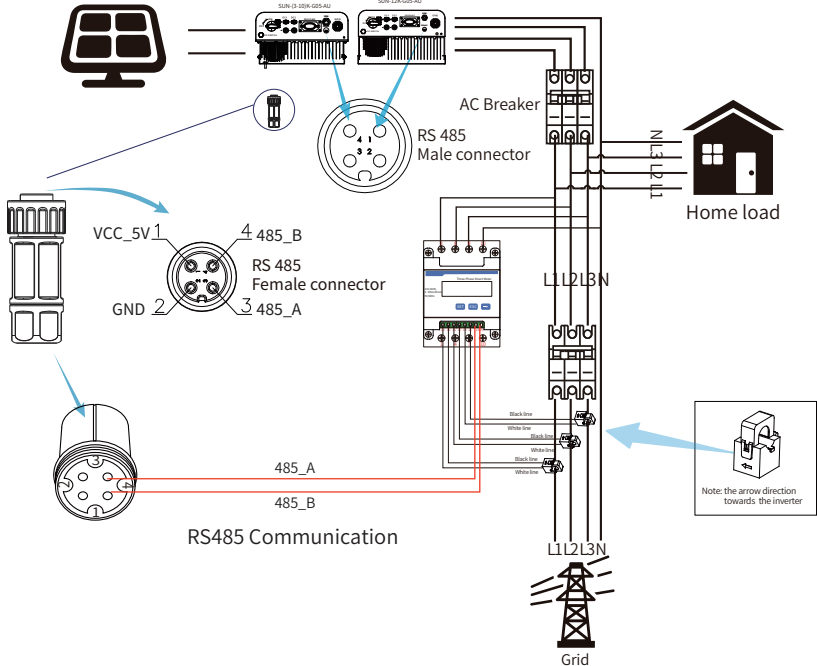 SUN-(3-10)K-G05-AU
SUN-12K-G05-AU
AC Breaker
RS 485
Male connector
4 1
3 2
N
L3
L2
L1
Home load
VCC_5V 1
4 485_B
RS 485
Female connector
GND 2
3 485_A
L1L2L3N
Black line
White line
Black line
White line
Black line
White line
Note: the arrow direction
towards the inverter
3
2
4
1
485_A
485_B
RS485 Communication
L1L2L3N
Grid